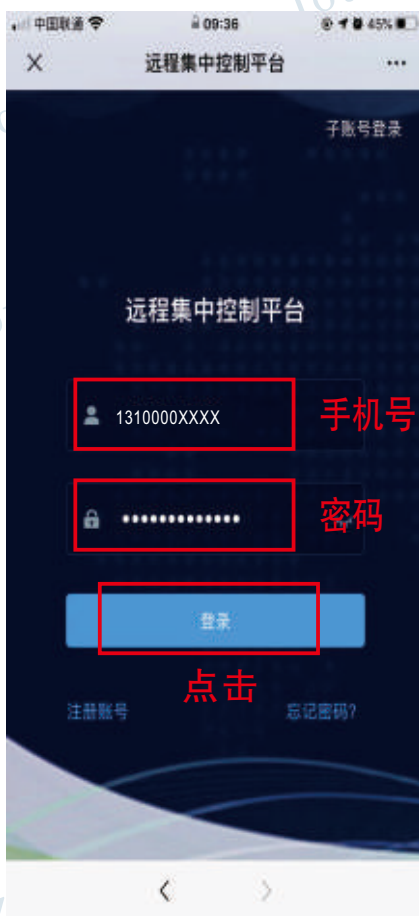 中国联通 09:36 45%
远程集中控制平台
子账号登录
远程集中控制平台
1310000XXXX
手机号
密码
登录
点击
注册账号 忘记密码?